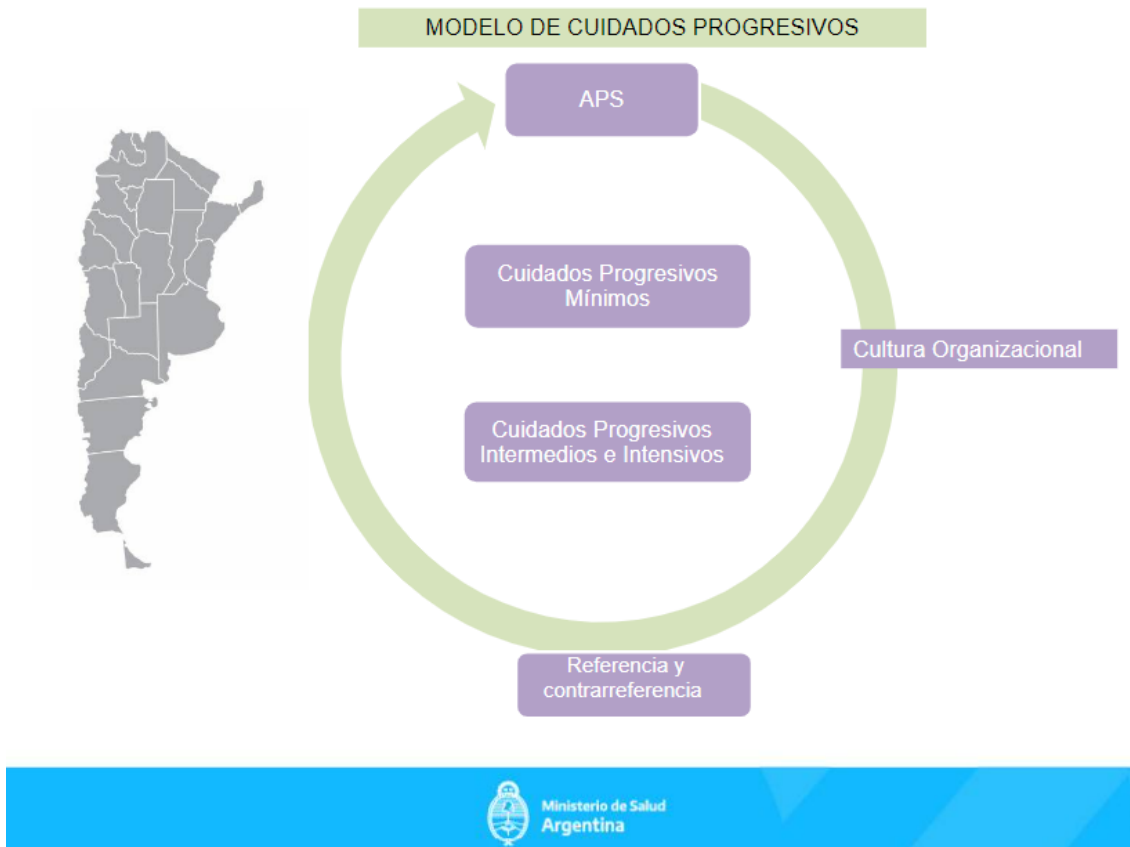 MODELO DE CUIDADOS PROGRESIVOS
APS
Cuidados Progresivos
Mínimos
Cultura Organizacional
Cuidados Progresivos
Intermedios e Intensivos
Referencia y
contrarreferencia
Ministerio de Salud
Argentina